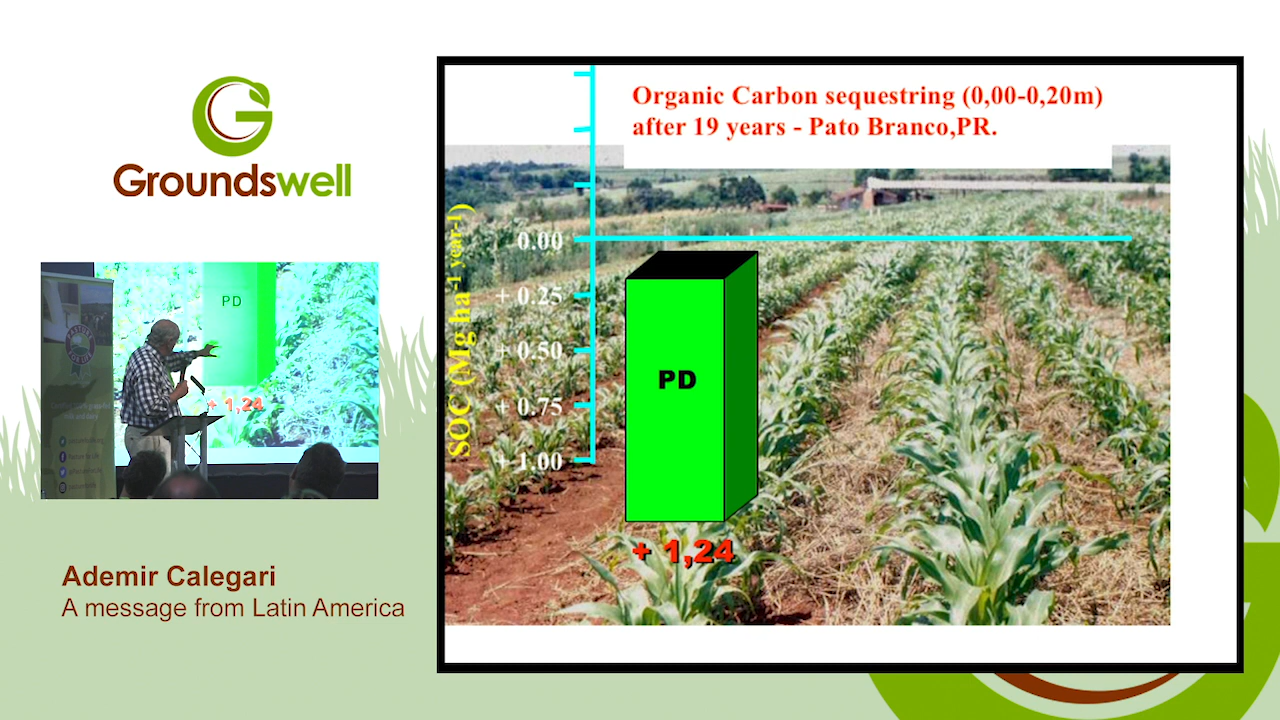 Groundswell
PD
+ 1,24
Ademir Calegari
A message from Latin America
Organic Carbon sequestring (0,00-0,20m)
after 19 years - Pato Branco,PR.
SOC (Mg ha-1 year-1)
0.00
+ 0.25
+ 0.50
+ 0.75
+ 1.00
PD
+ 1,24